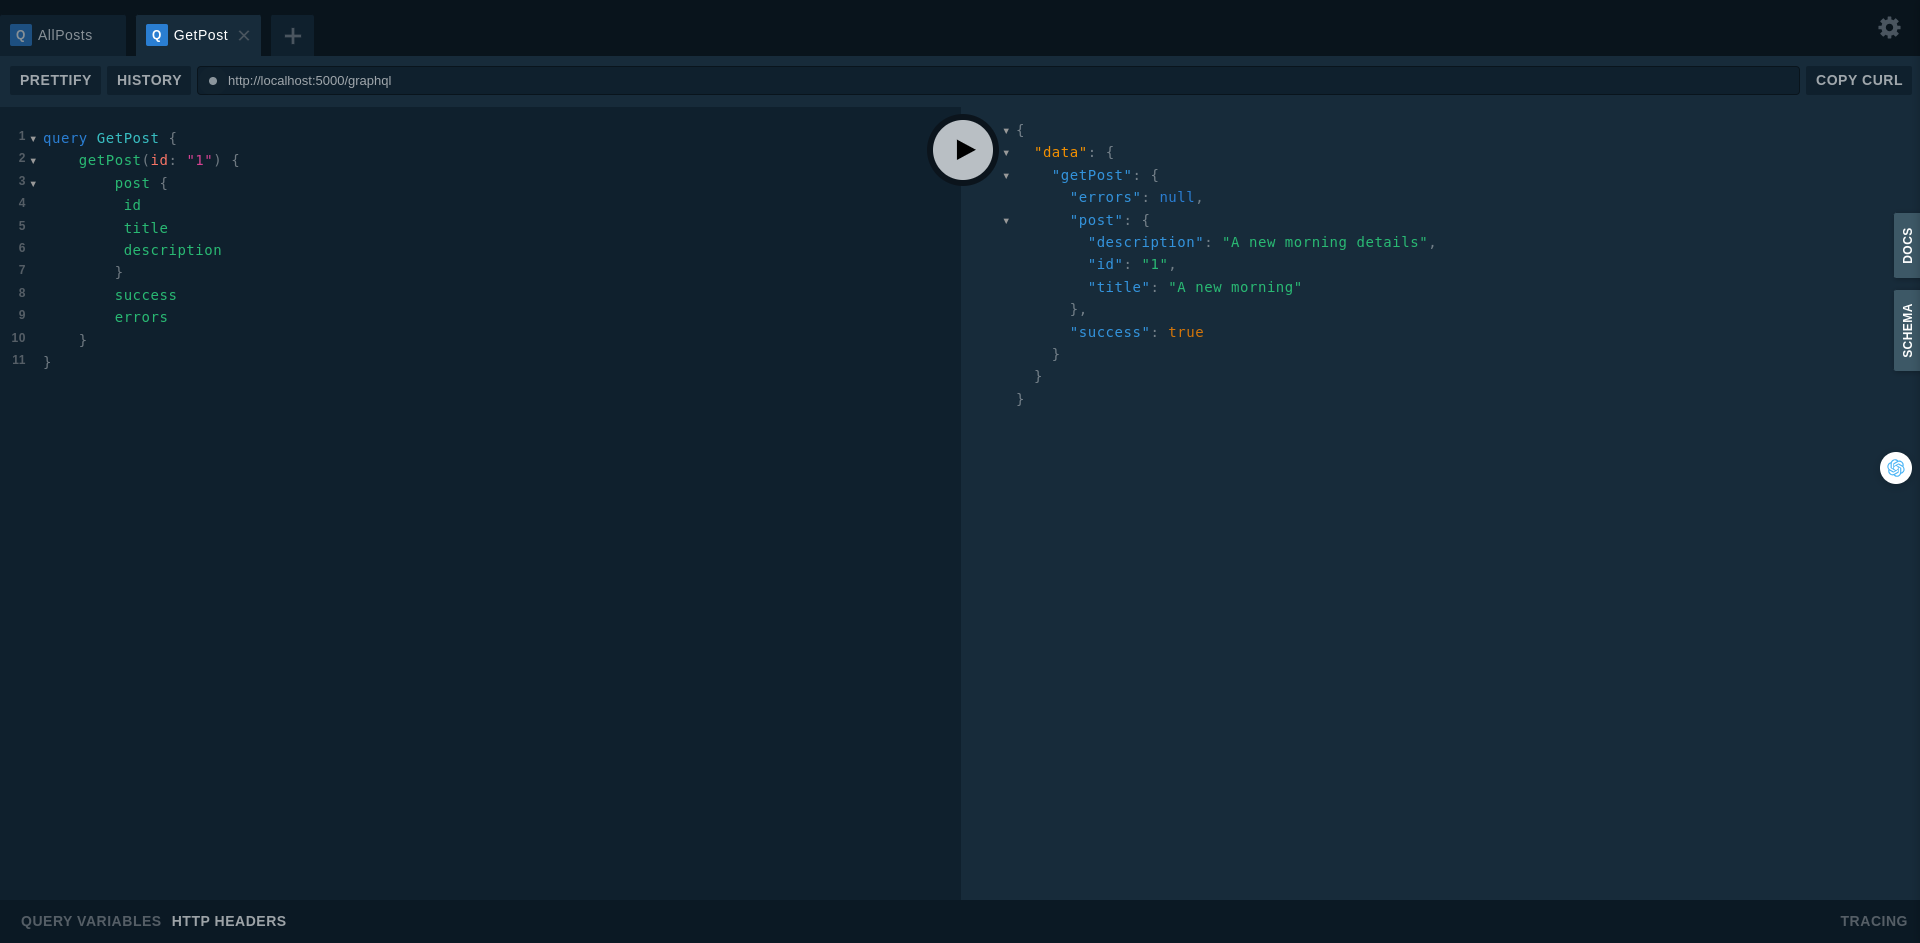 Q AllPosts Q GetPost
PRETTIFY HISTORY http://localhost:5000/graphql COPY CURL
1 query GetPost {
2 getPost(id: "1") {
3 post {
4 id
5 title
6 description
7 }
8 success
9 errors
10 }
11 }
{
"data": {
"getPost": {
"errors": null,
"post": {
"description": "A new morning details",
"id": "1",
"title": "A new morning"
},
"success": true
}
}
}
DOCS
SCHEMA
QUERY VARIABLES HTTP HEADERS TRACING